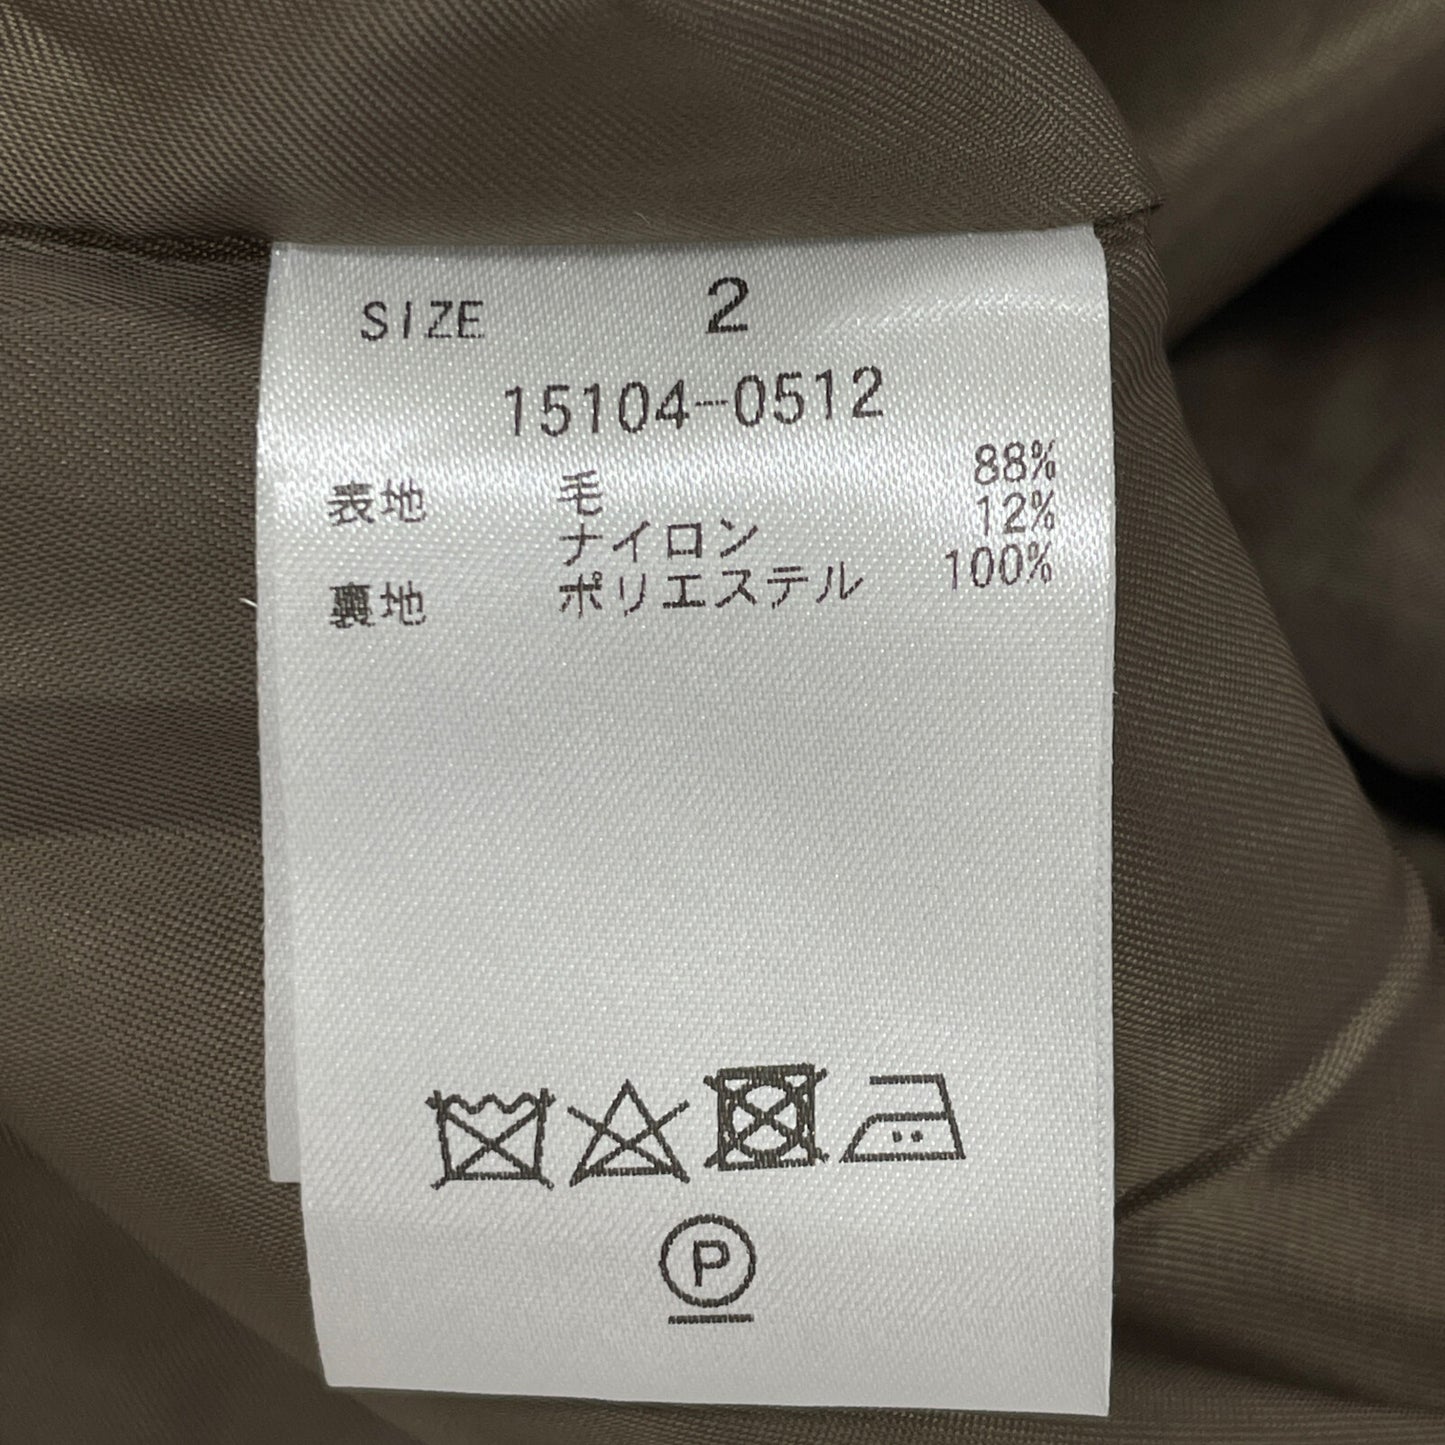 SIZE 2
15104-0512
表地 毛 88%
ナイロン 12%
裏地 ポリエステル 100%
P